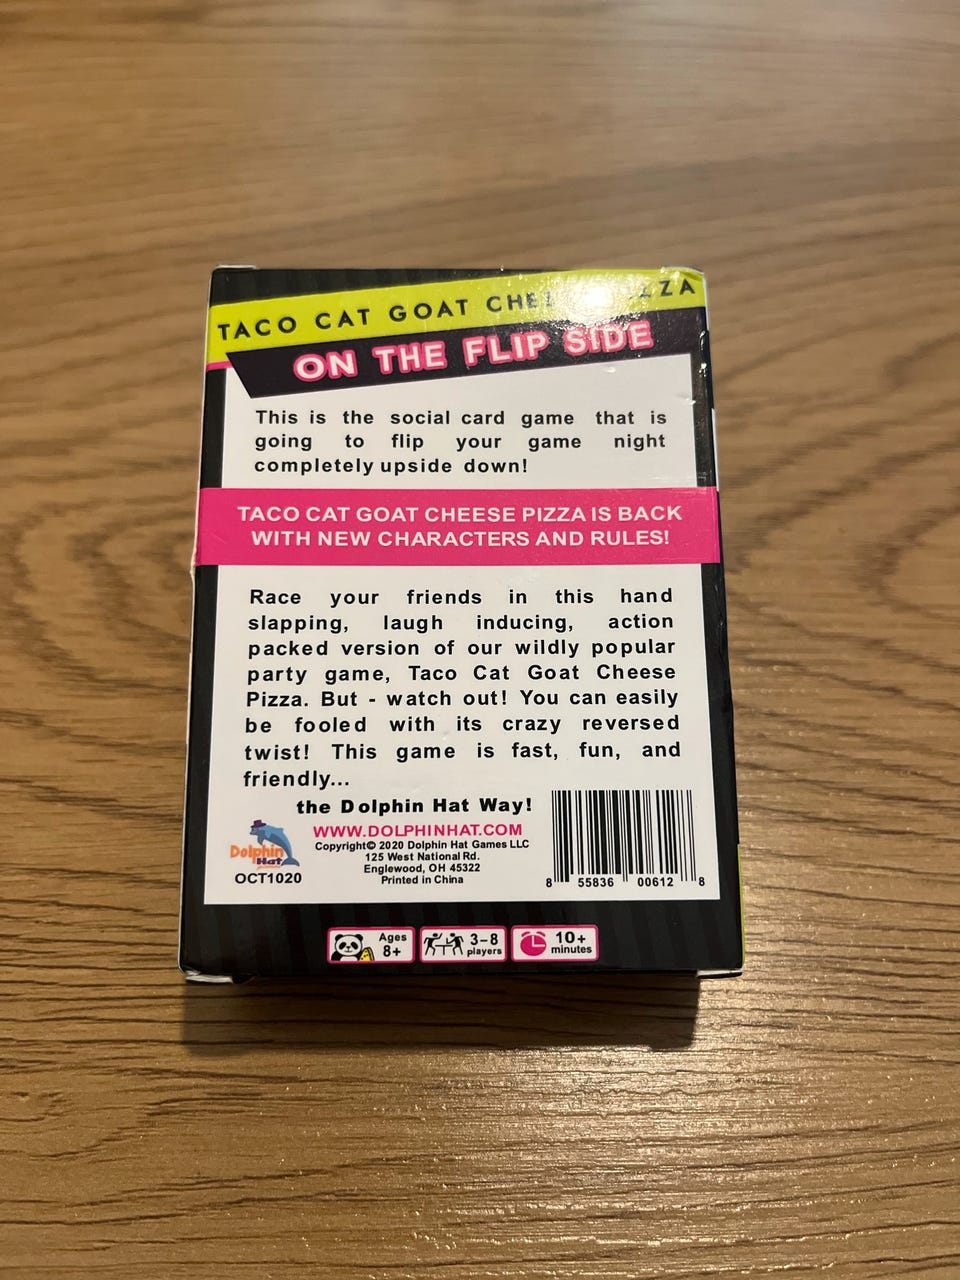 TACO CAT GOAT ZZA
ON THE FLIP SIDE
This is the social card game that is
going to flip your game night
completely upside down!
TACO CAT GOAT CHEESE PIZZA IS BACK
WITH NEW CHARACTERS AND RULES!
Race your friends in this hand
slapping, laugh inducing, action
packed version of our wildly popular
party game, Taco Cat Goat Cheese
Pizza. But - watch out! You can easily
be fooled with its crazy reversed
twist! This game is fast, fun, and
friendly...
the Dolphin Hat Way!
WWW.DOLPHINHAT.COM
Copyright© 2020 Dolphin Hat Games LLC
125 West National Rd.
Englewood, OH 45322
Printed in China
Dolphin
Hat
OCT1020
8 55836 00612 8
Ages
8+
3-8
players
10+
minutes